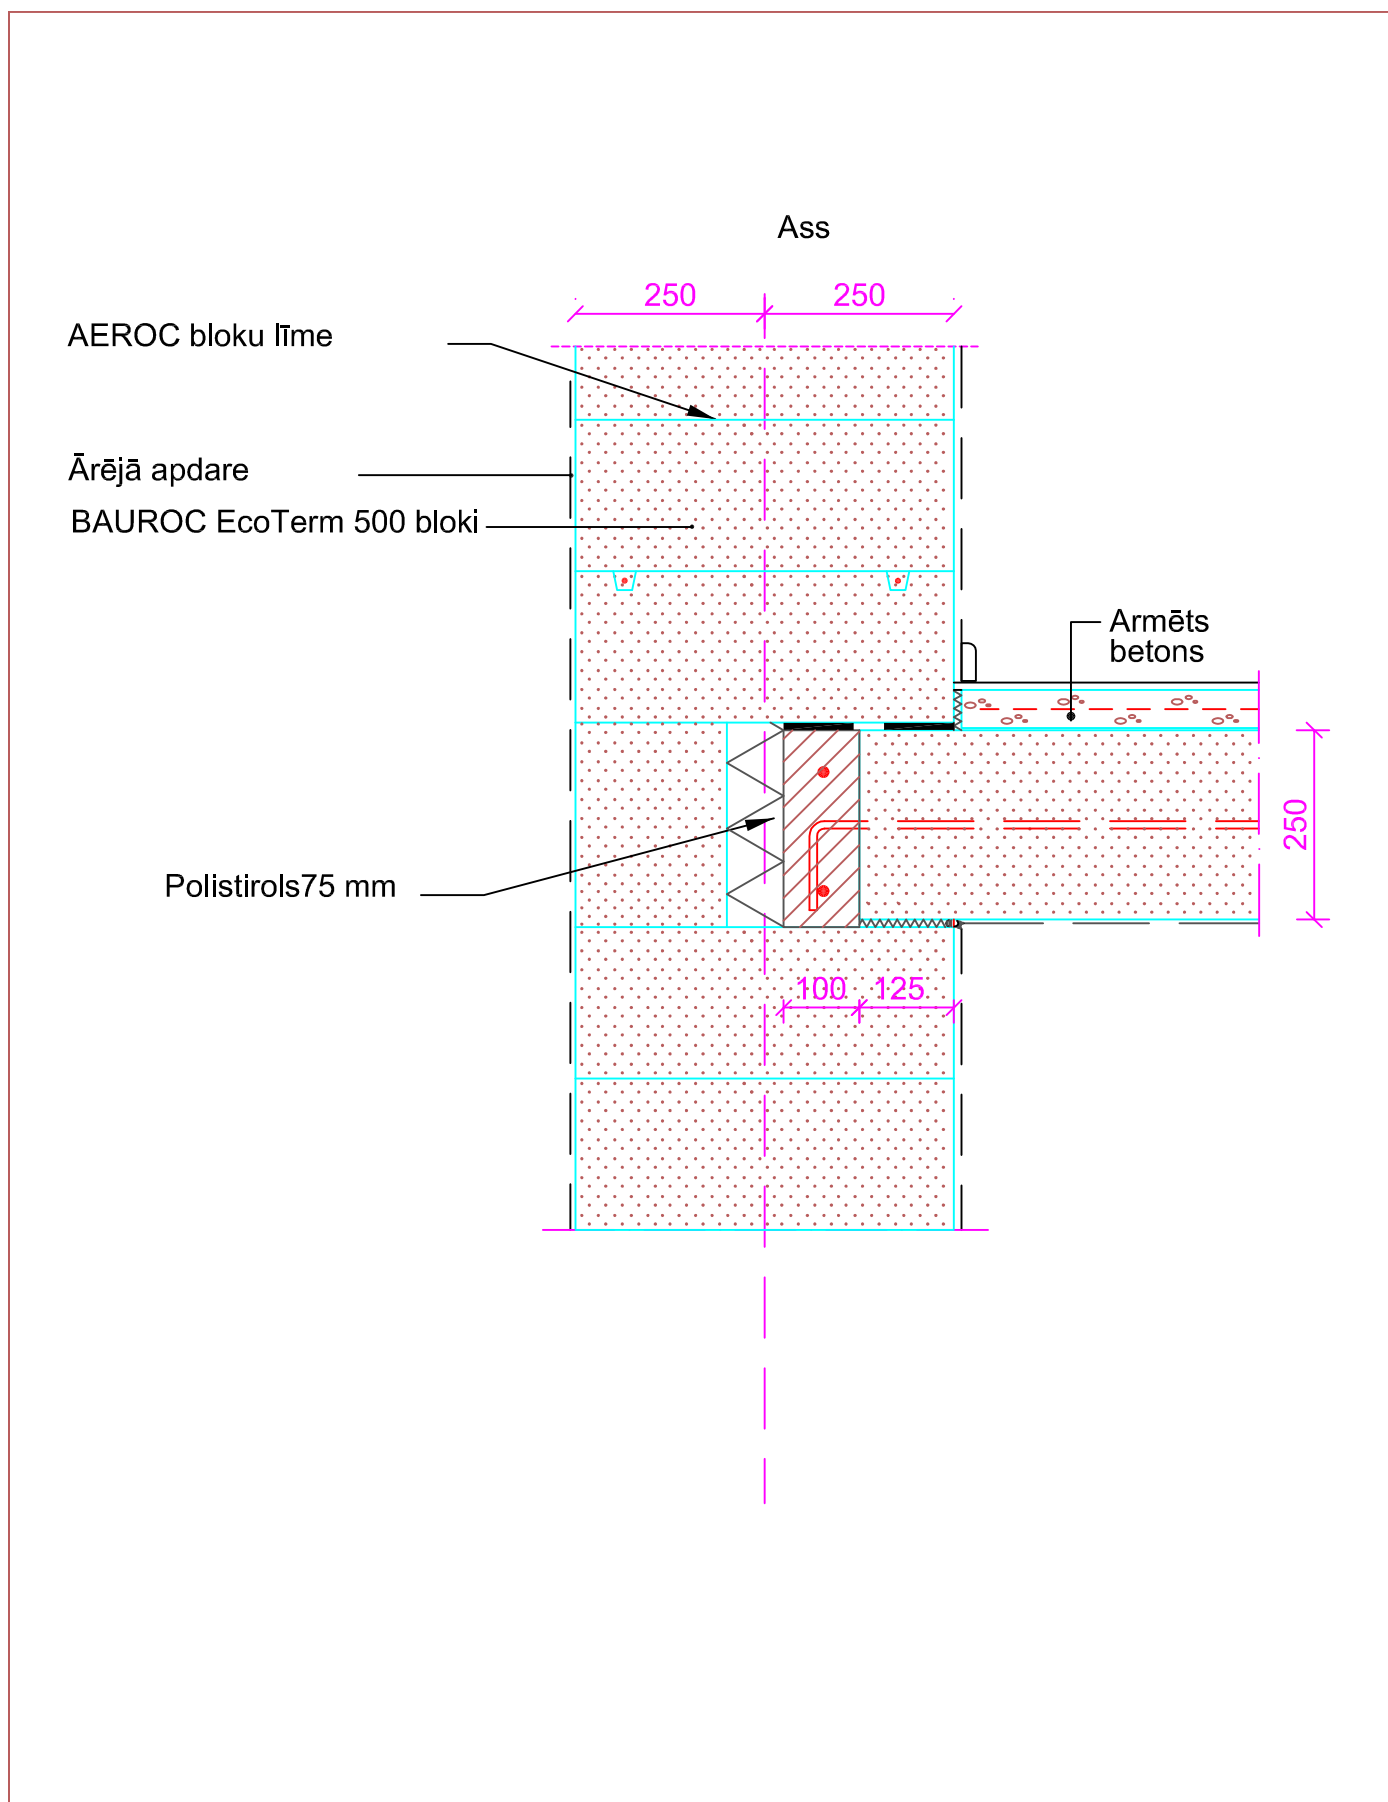 Ass
250 250
AEROC bloku līme
Ārējā apdare
BAUROC EcoTerm 500 bloki
Armēts
betons
250
Polistirols75 mm
100 125